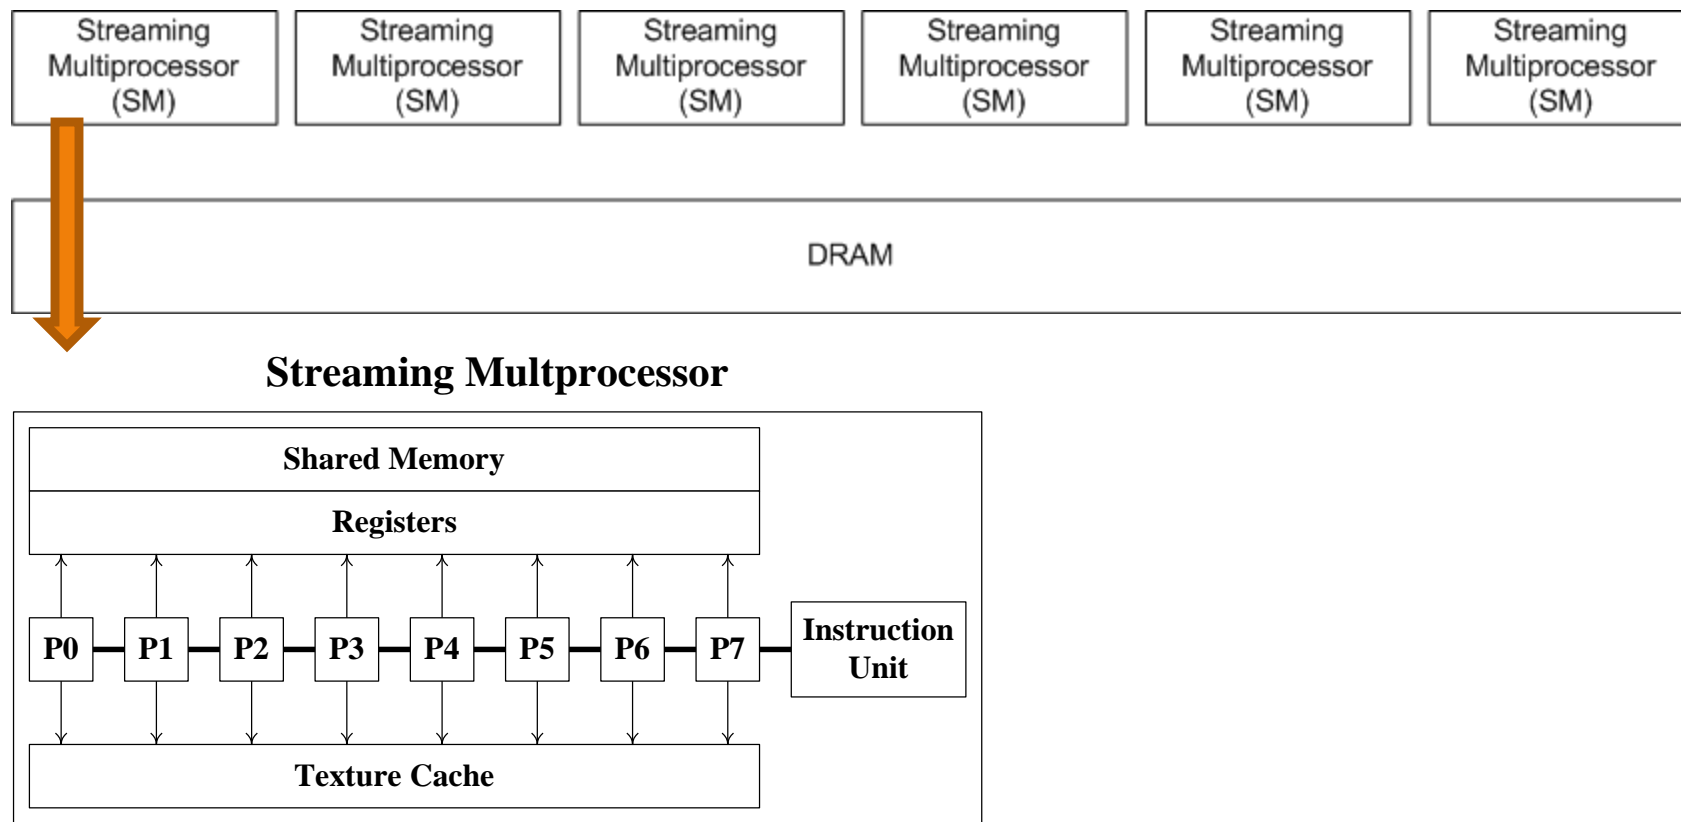 Streaming
Multiprocessor
(SM)
Streaming
Multiprocessor
(SM)
Streaming
Multiprocessor
(SM)
Streaming
Multiprocessor
(SM)
Streaming
Multiprocessor
(SM)
Streaming
Multiprocessor
(SM)
DRAM
Streaming Multprocessor
Shared Memory
Registers
P0 P1 P2 P3 P4 P5 P6 P7
Instruction
Unit
Texture Cache